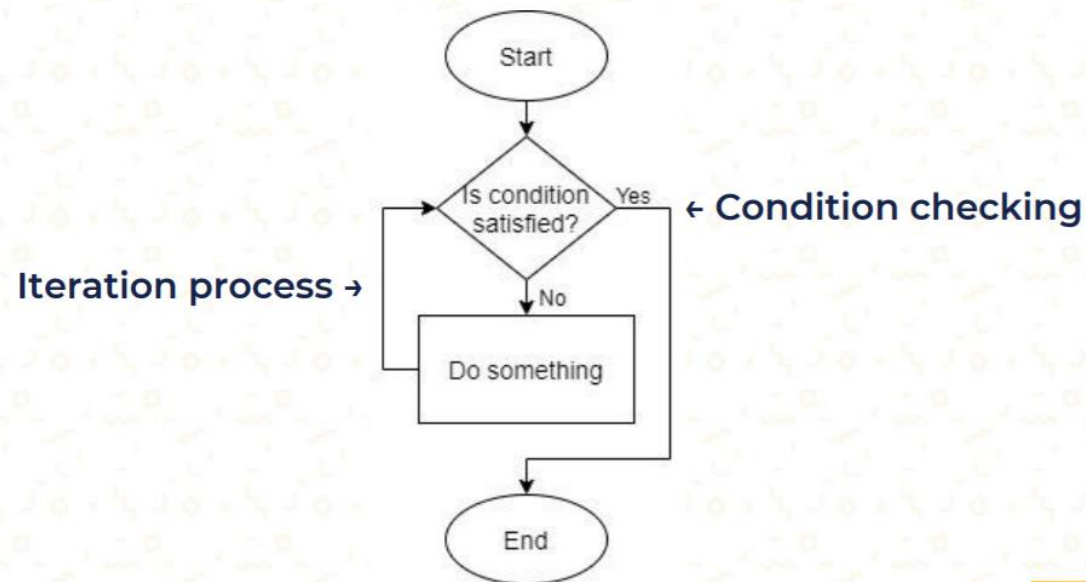 Start
Is condition
satisfied?
Yes
← Condition checking
Iteration process →
No
Do something
End